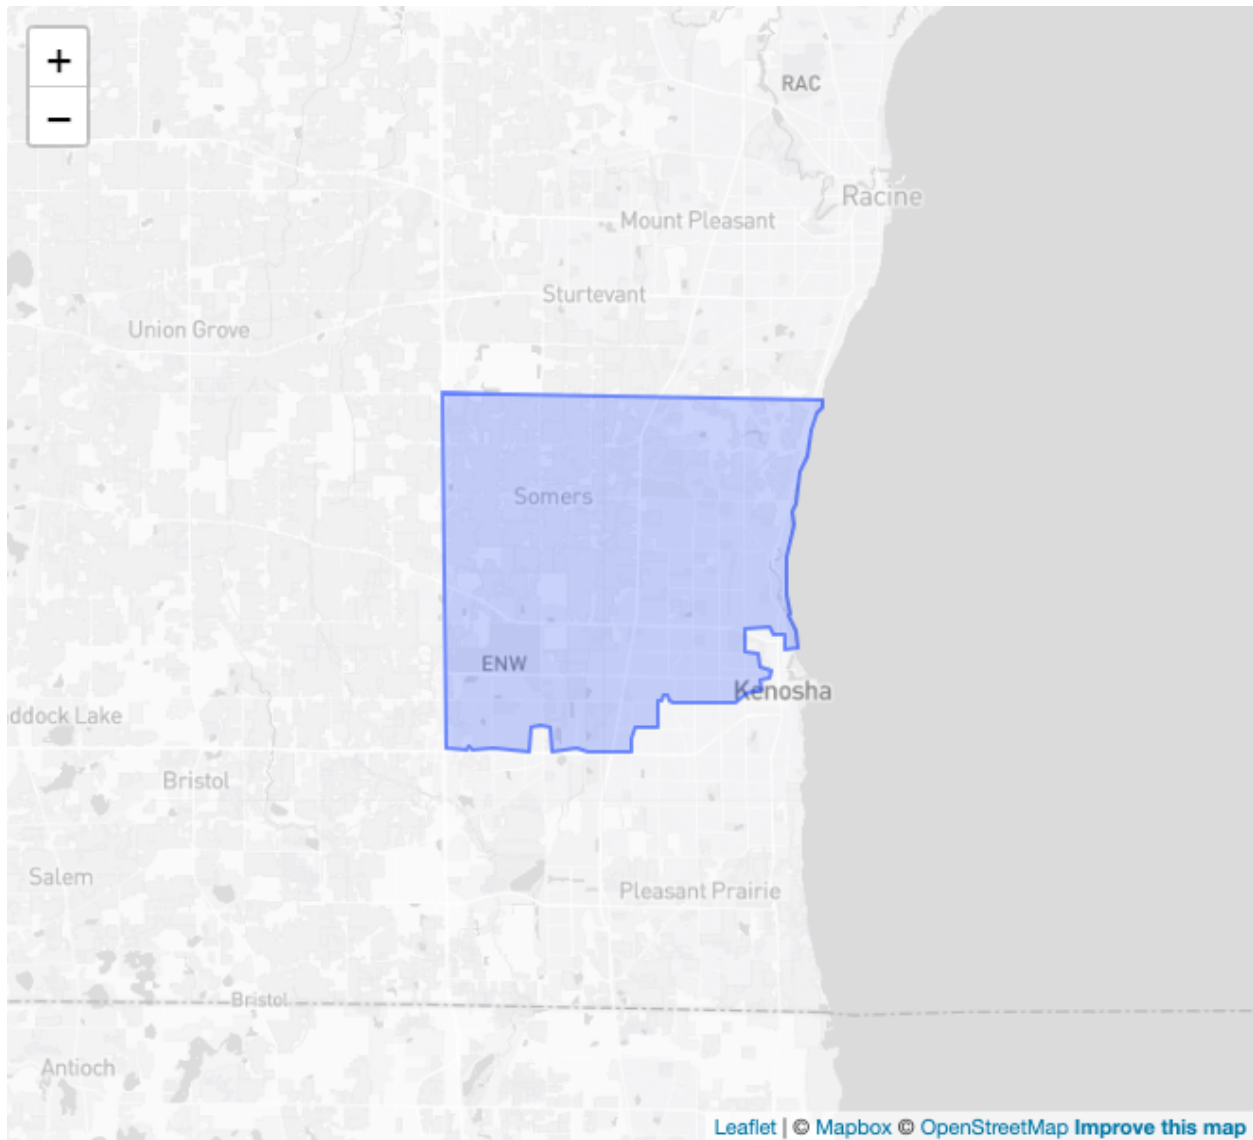 +
−
RAC
Racine
Mount Pleasant
Sturtevant
Union Grove
Somers
ENW
Kenosha
addock Lake
Bristol
Salem
Pleasant Prairie
Bristol
Antioch
Leaflet | © Mapbox © OpenStreetMap Improve this map